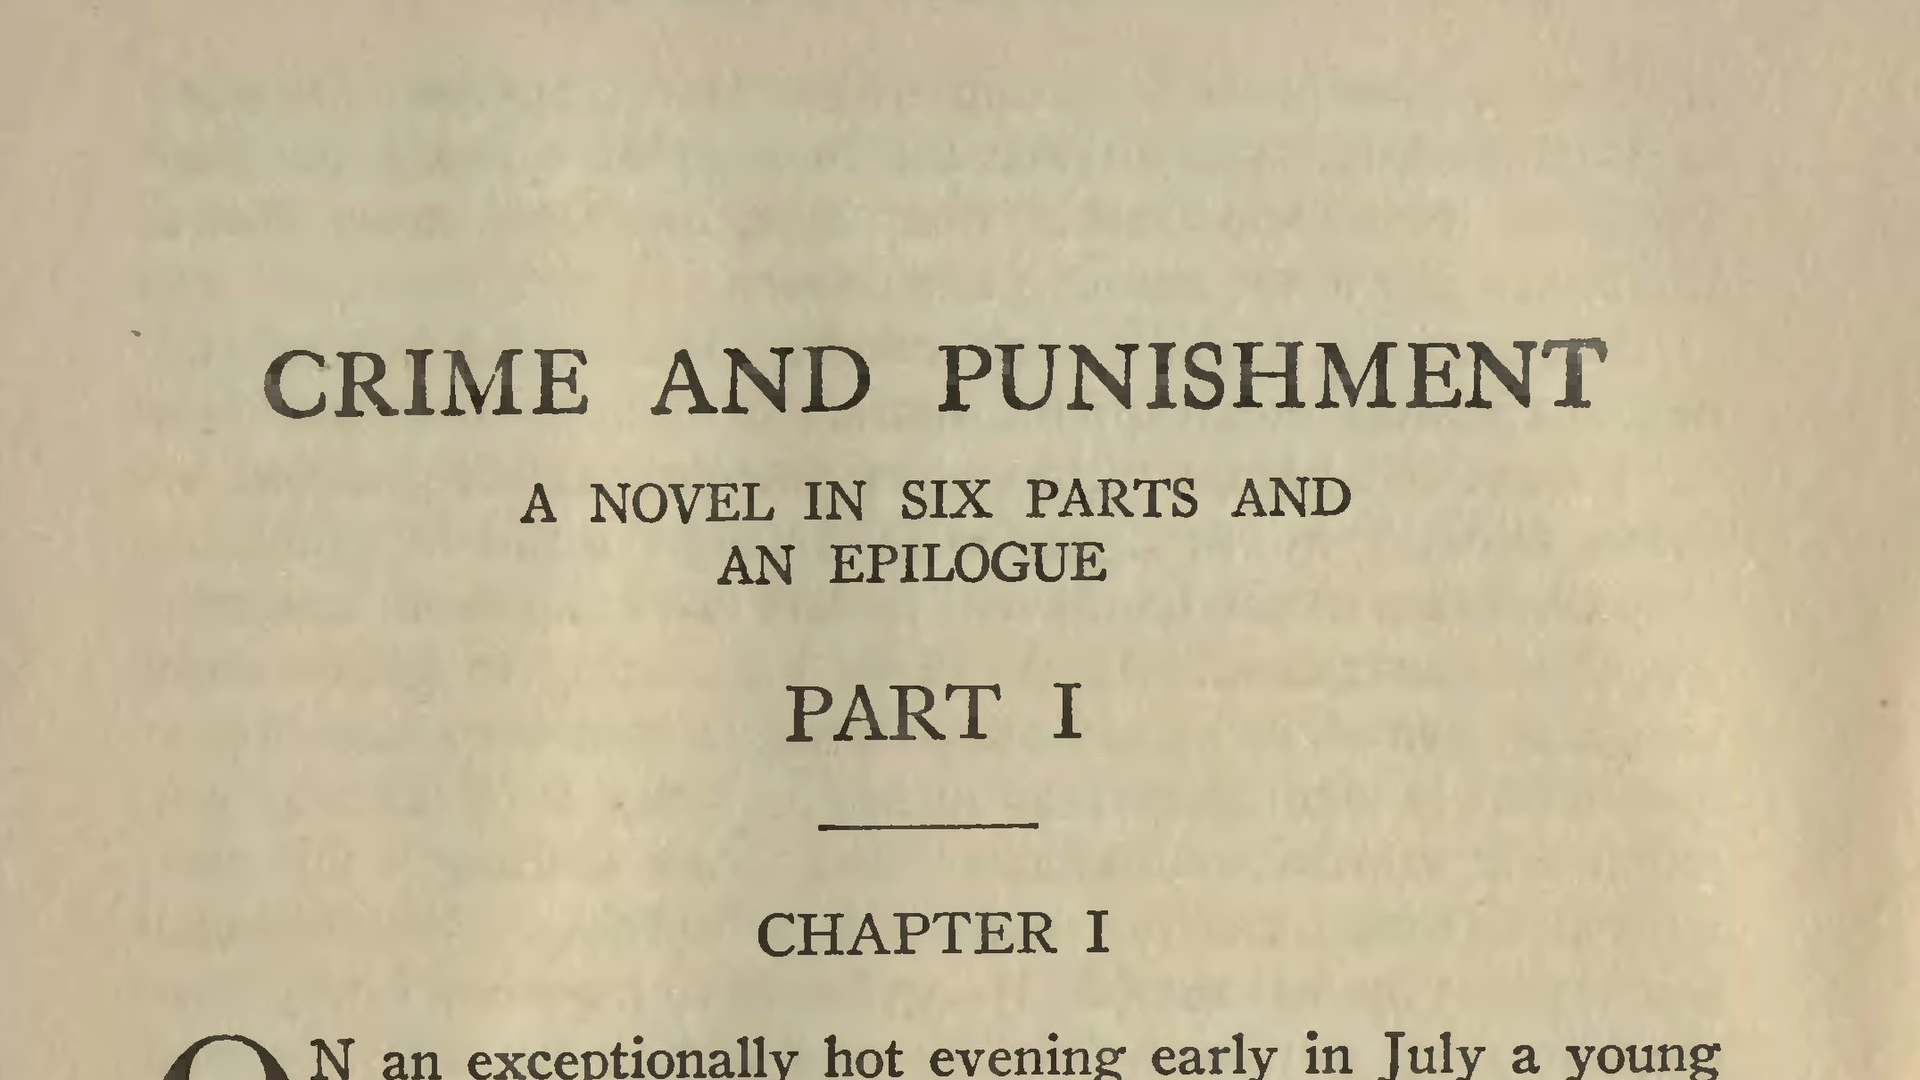 CRIME AND PUNISHMENT
A NOVEL IN SIX PARTS AND
AN EPILOGUE
PART I
CHAPTER I
ON an exceptionally hot evening early in July a young